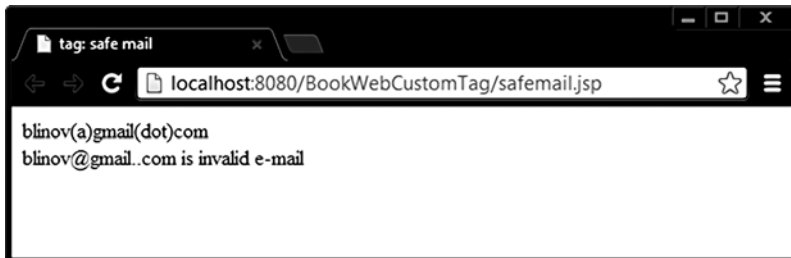 tag: safe mail
localhost:8080/BookWebCustomTag/safemail.jsp
blinov(a)gmail(dot)com
blinov@gmail..com is invalid e-mail